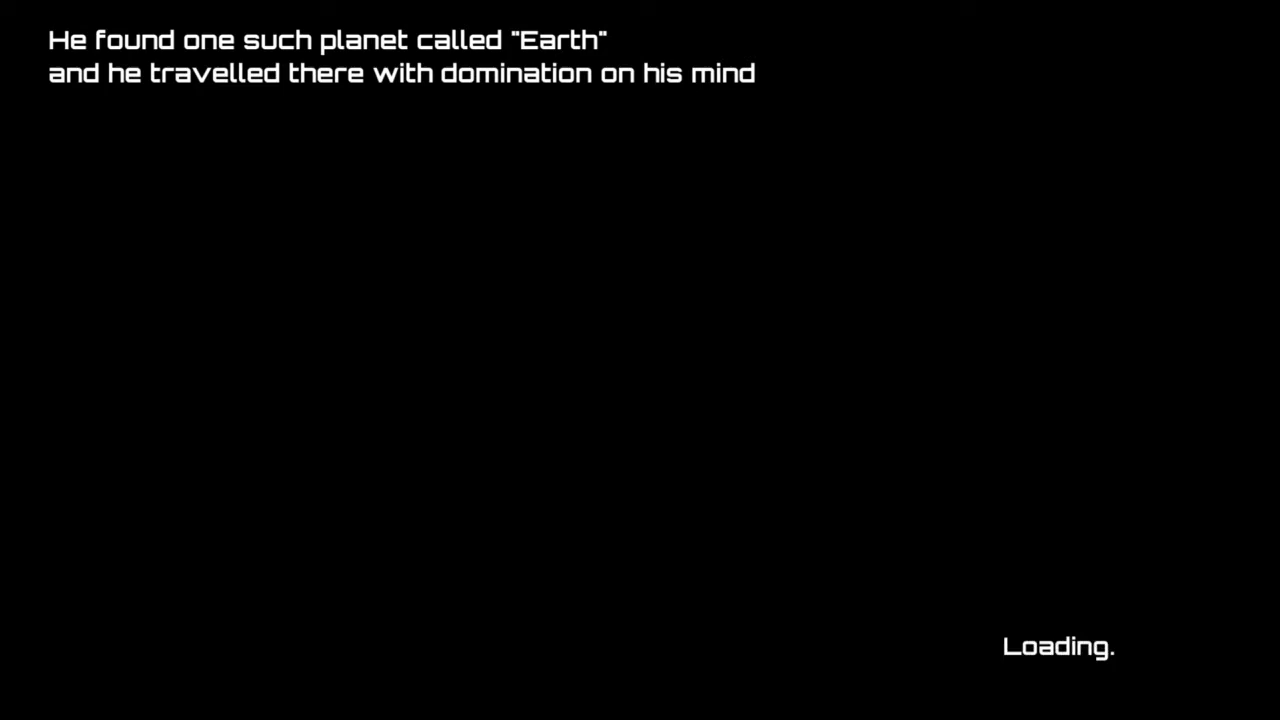 He found one such planet called "Earth"
and he travelled there with domination on his mind
Loading.